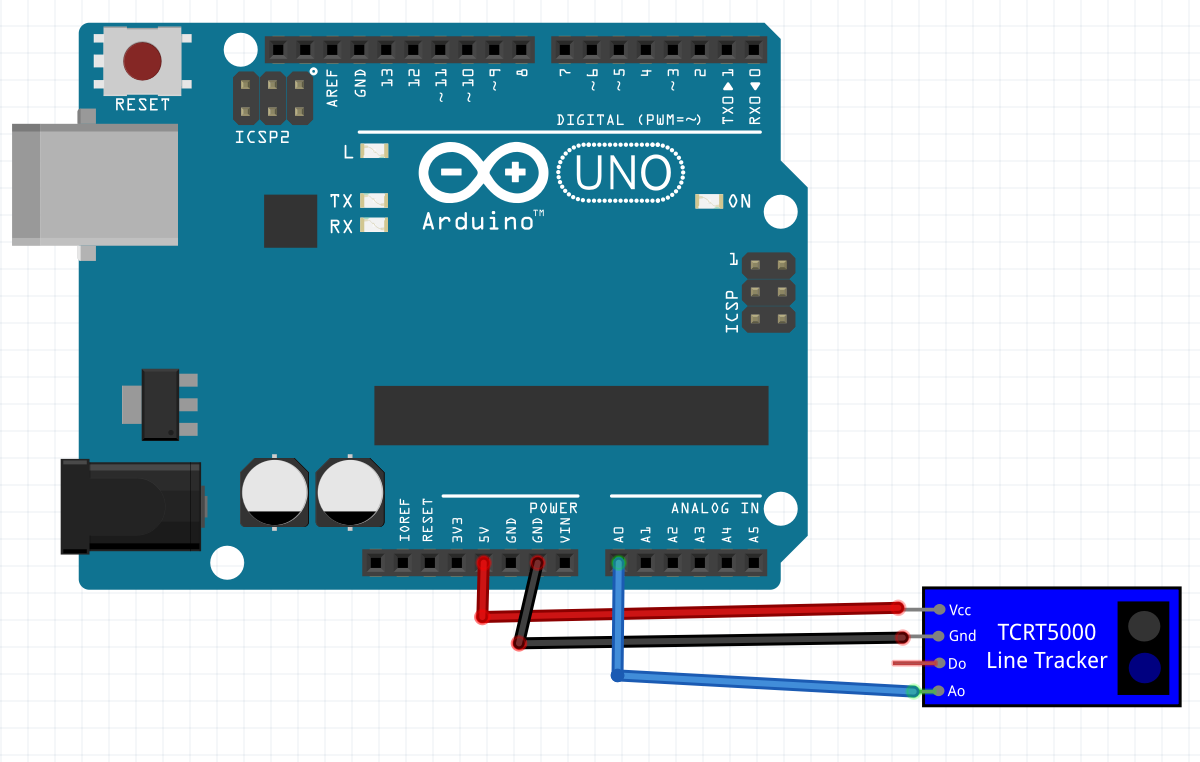 RESET
ICSP2
AREF
GND
13
12
~11
~10
~9
8
7
~6
~5
4
~3
2
TX0▶1
RX0◀0
DIGITAL (PWM=~)
L
TX
RX
Arduino™
UNO
ON
1
ICSP
IOREF
RESET
3V3
5V
GND
GND
VIN
POWER
A0
A1
A2
A3
A4
A5
ANALOG IN
Vcc
Gnd
Do
Ao
TCRT5000
Line Tracker